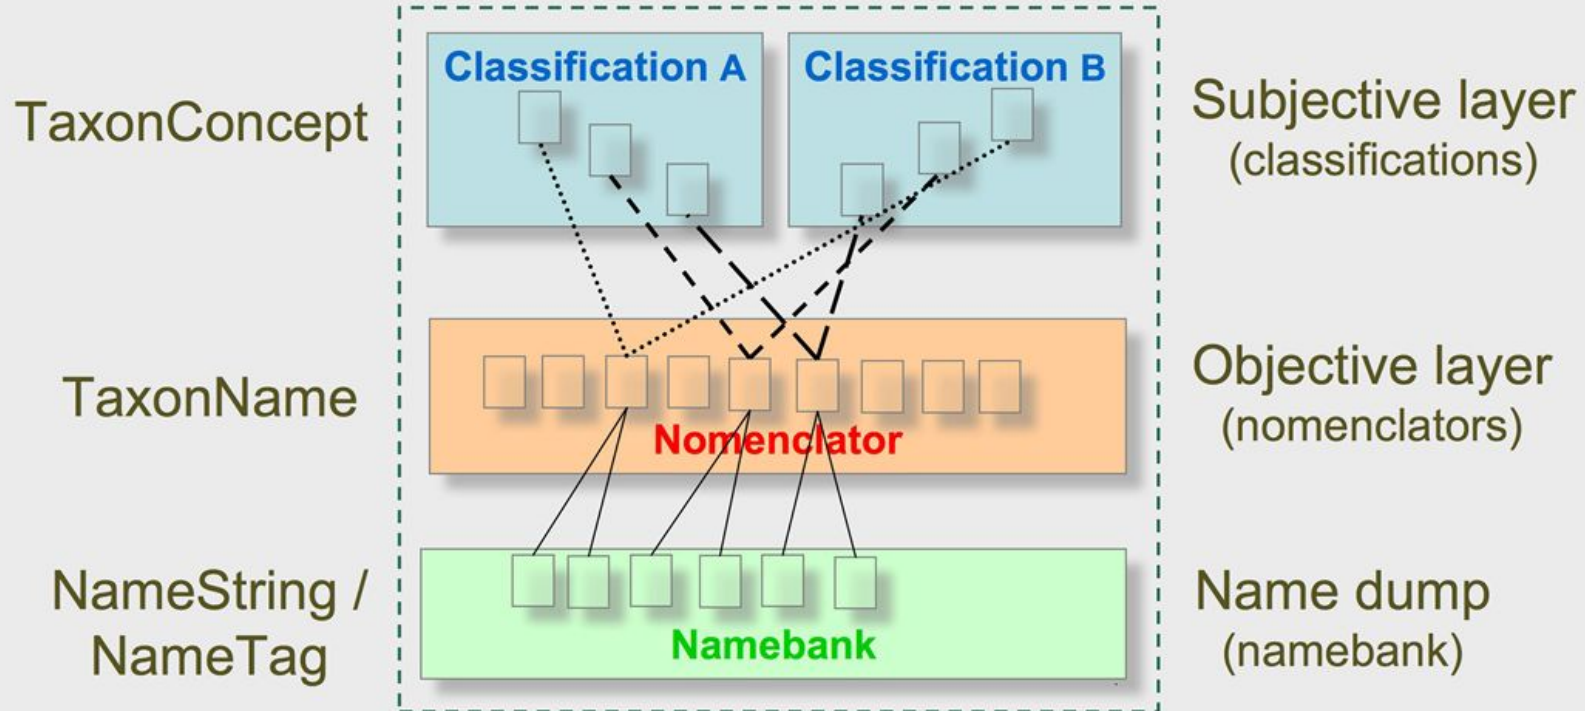 Classification A
Classification B
TaxonConcept
Subjective layer
(classifications)
TaxonName
Nomenclator
Objective layer
(nomenclators)
NameString /
NameTag
Namebank
Name dump
(namebank)